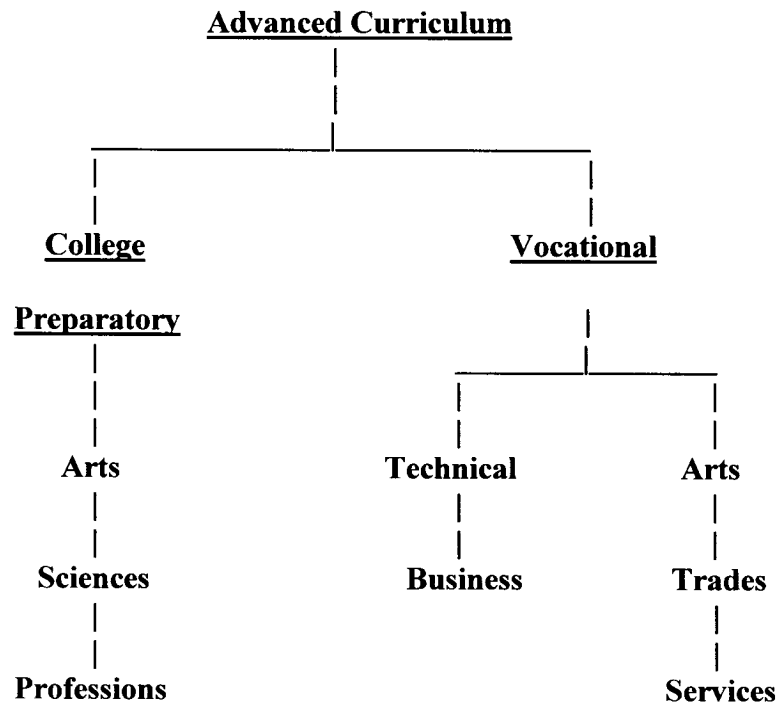 Advanced Curriculum
College
Vocational
Preparatory
Arts
Technical
Arts
Sciences
Business
Trades
Professions
Services